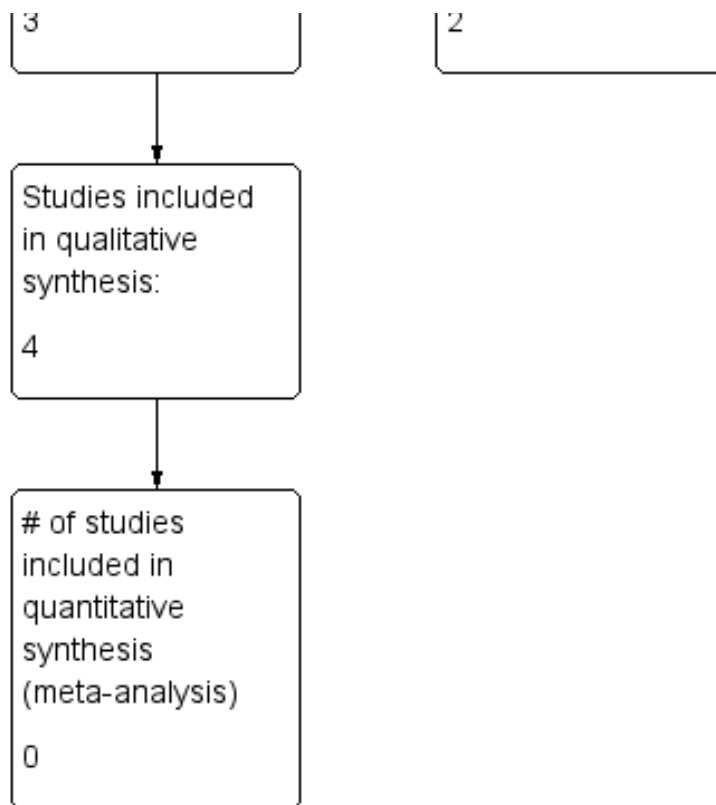 3
2
Studies included
in qualitative
synthesis:
4
# of studies
included in
quantitative
synthesis
(meta-analysis)
0